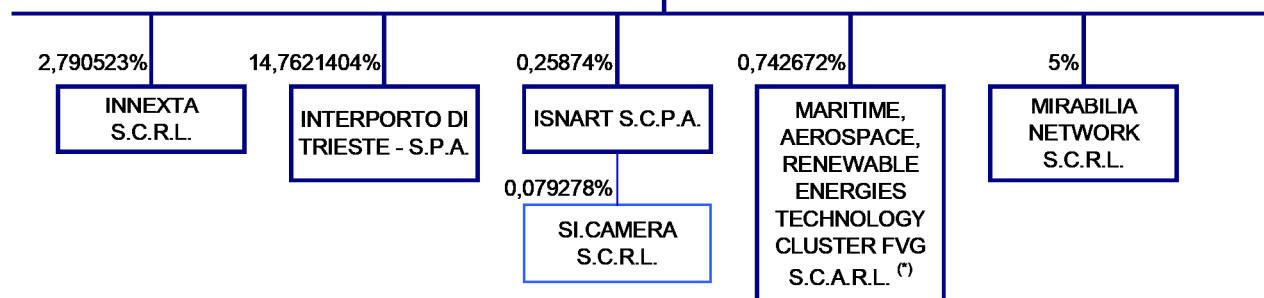 2,790523%
14,7621404%
0,25874%
0,742672%
5%
INNEXTA
S.C.R.L.
INTERPORTO DI
TRIESTE - S.P.A.
ISNART S.C.P.A.
MARITIME,
AEROSPACE,
RENEWABLE
ENERGIES
TECHNOLOGY
CLUSTER FVG
S.C.A.R.L. (*)
MIRABILIA
NETWORK
S.C.R.L.
0,079278%
SI.CAMERA
S.C.R.L.